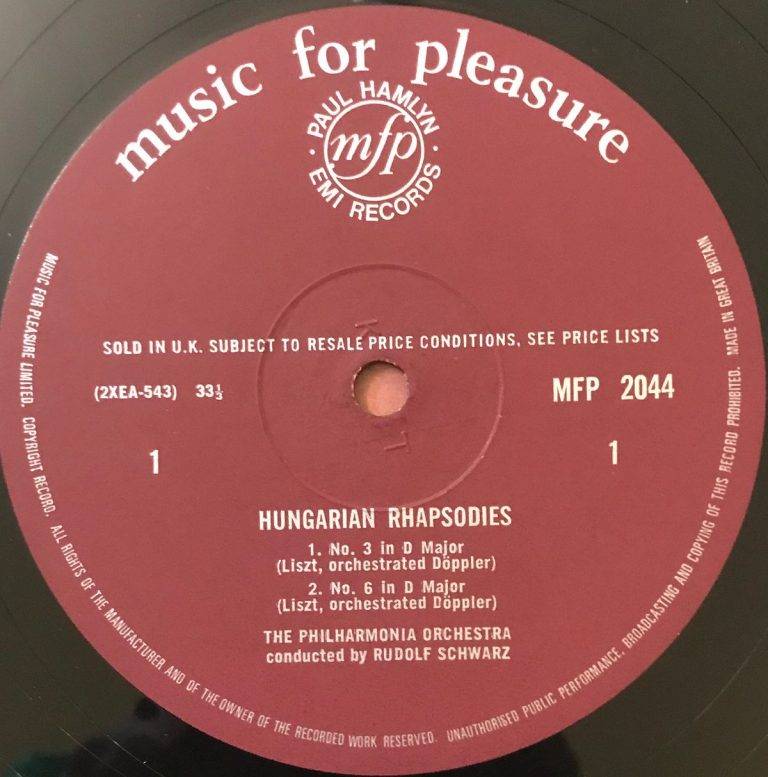 music for pleasure
· PAUL HAMLYN ·
mfp
EMI RECORDS
SOLD IN U.K. SUBJECT TO RESALE PRICE CONDITIONS, SEE PRICE LISTS
(2XEA-543) 33⅓ MFP 2044
1 1
HUNGARIAN RHAPSODIES
1. No. 3 in D Major
(Liszt, orchestrated Döppler)
2. No. 6 in D Major
(Liszt, orchestrated Döppler)
THE PHILHARMONIA ORCHESTRA
conducted by RUDOLF SCHWARZ
MUSIC FOR PLEASURE LIMITED. COPYRIGHT RECORD. ALL RIGHTS OF THE MANUFACTURER AND OF THE OWNER OF THE RECORDED WORK RESERVED. UNAUTHORISED PUBLIC PERFORMANCE, BROADCASTING AND COPYING OF THIS RECORD PROHIBITED. MADE IN GREAT BRITAIN